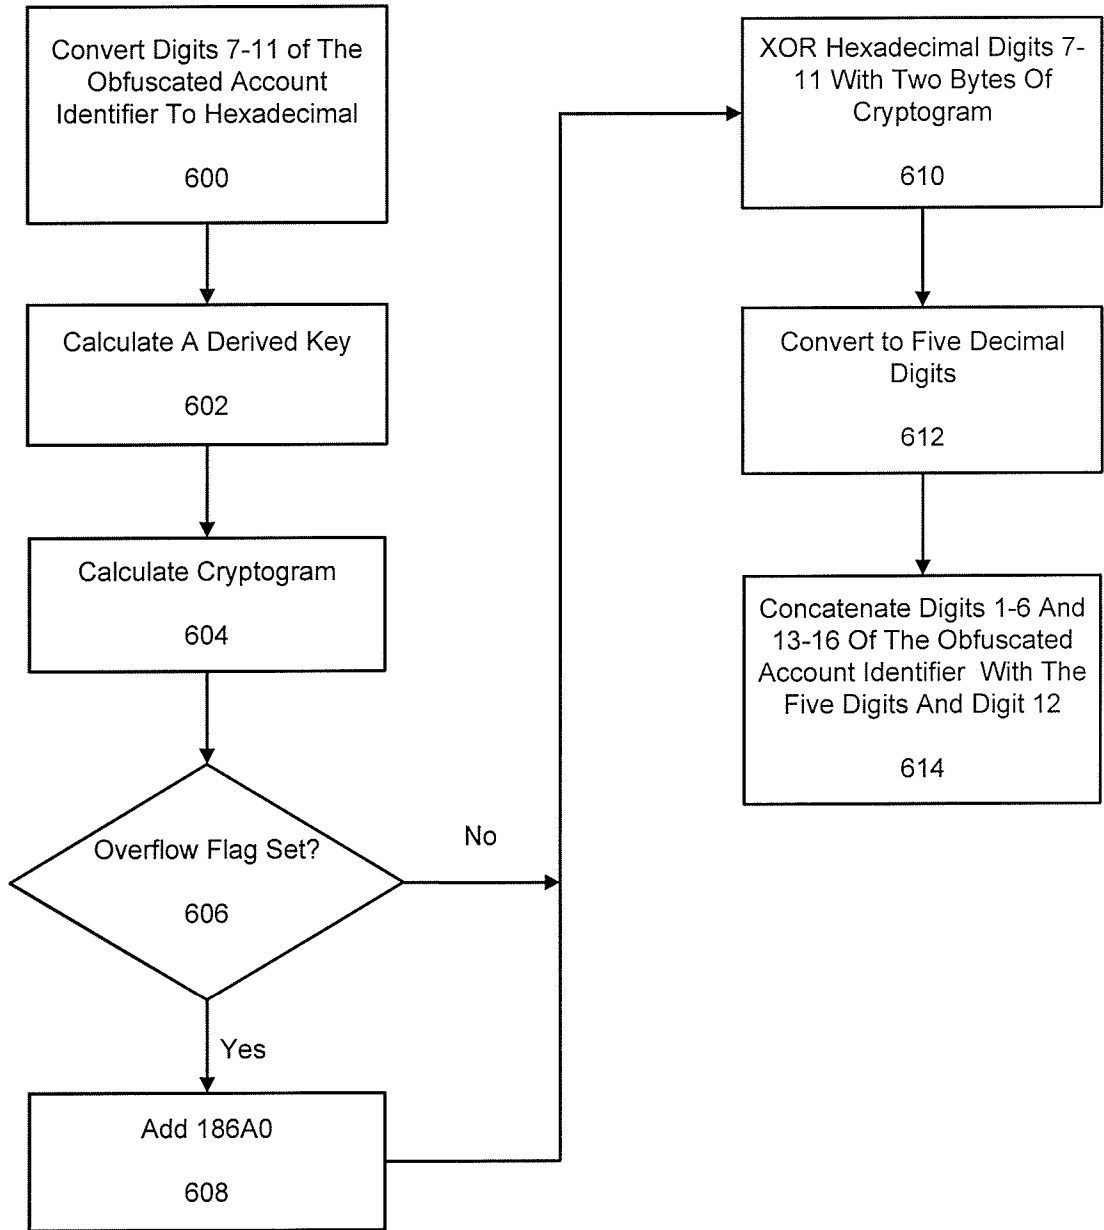 Convert Digits 7-11 of The
Obfuscated Account
Identifier To Hexadecimal
600
Calculate A Derived Key
602
Calculate Cryptogram
604
Overflow Flag Set?
606
No
Yes
Add 186A0
608
XOR Hexadecimal Digits 7-
11 With Two Bytes Of
Cryptogram
610
Convert to Five Decimal
Digits
612
Concatenate Digits 1-6 And
13-16 Of The Obfuscated
Account Identifier With The
Five Digits And Digit 12
614